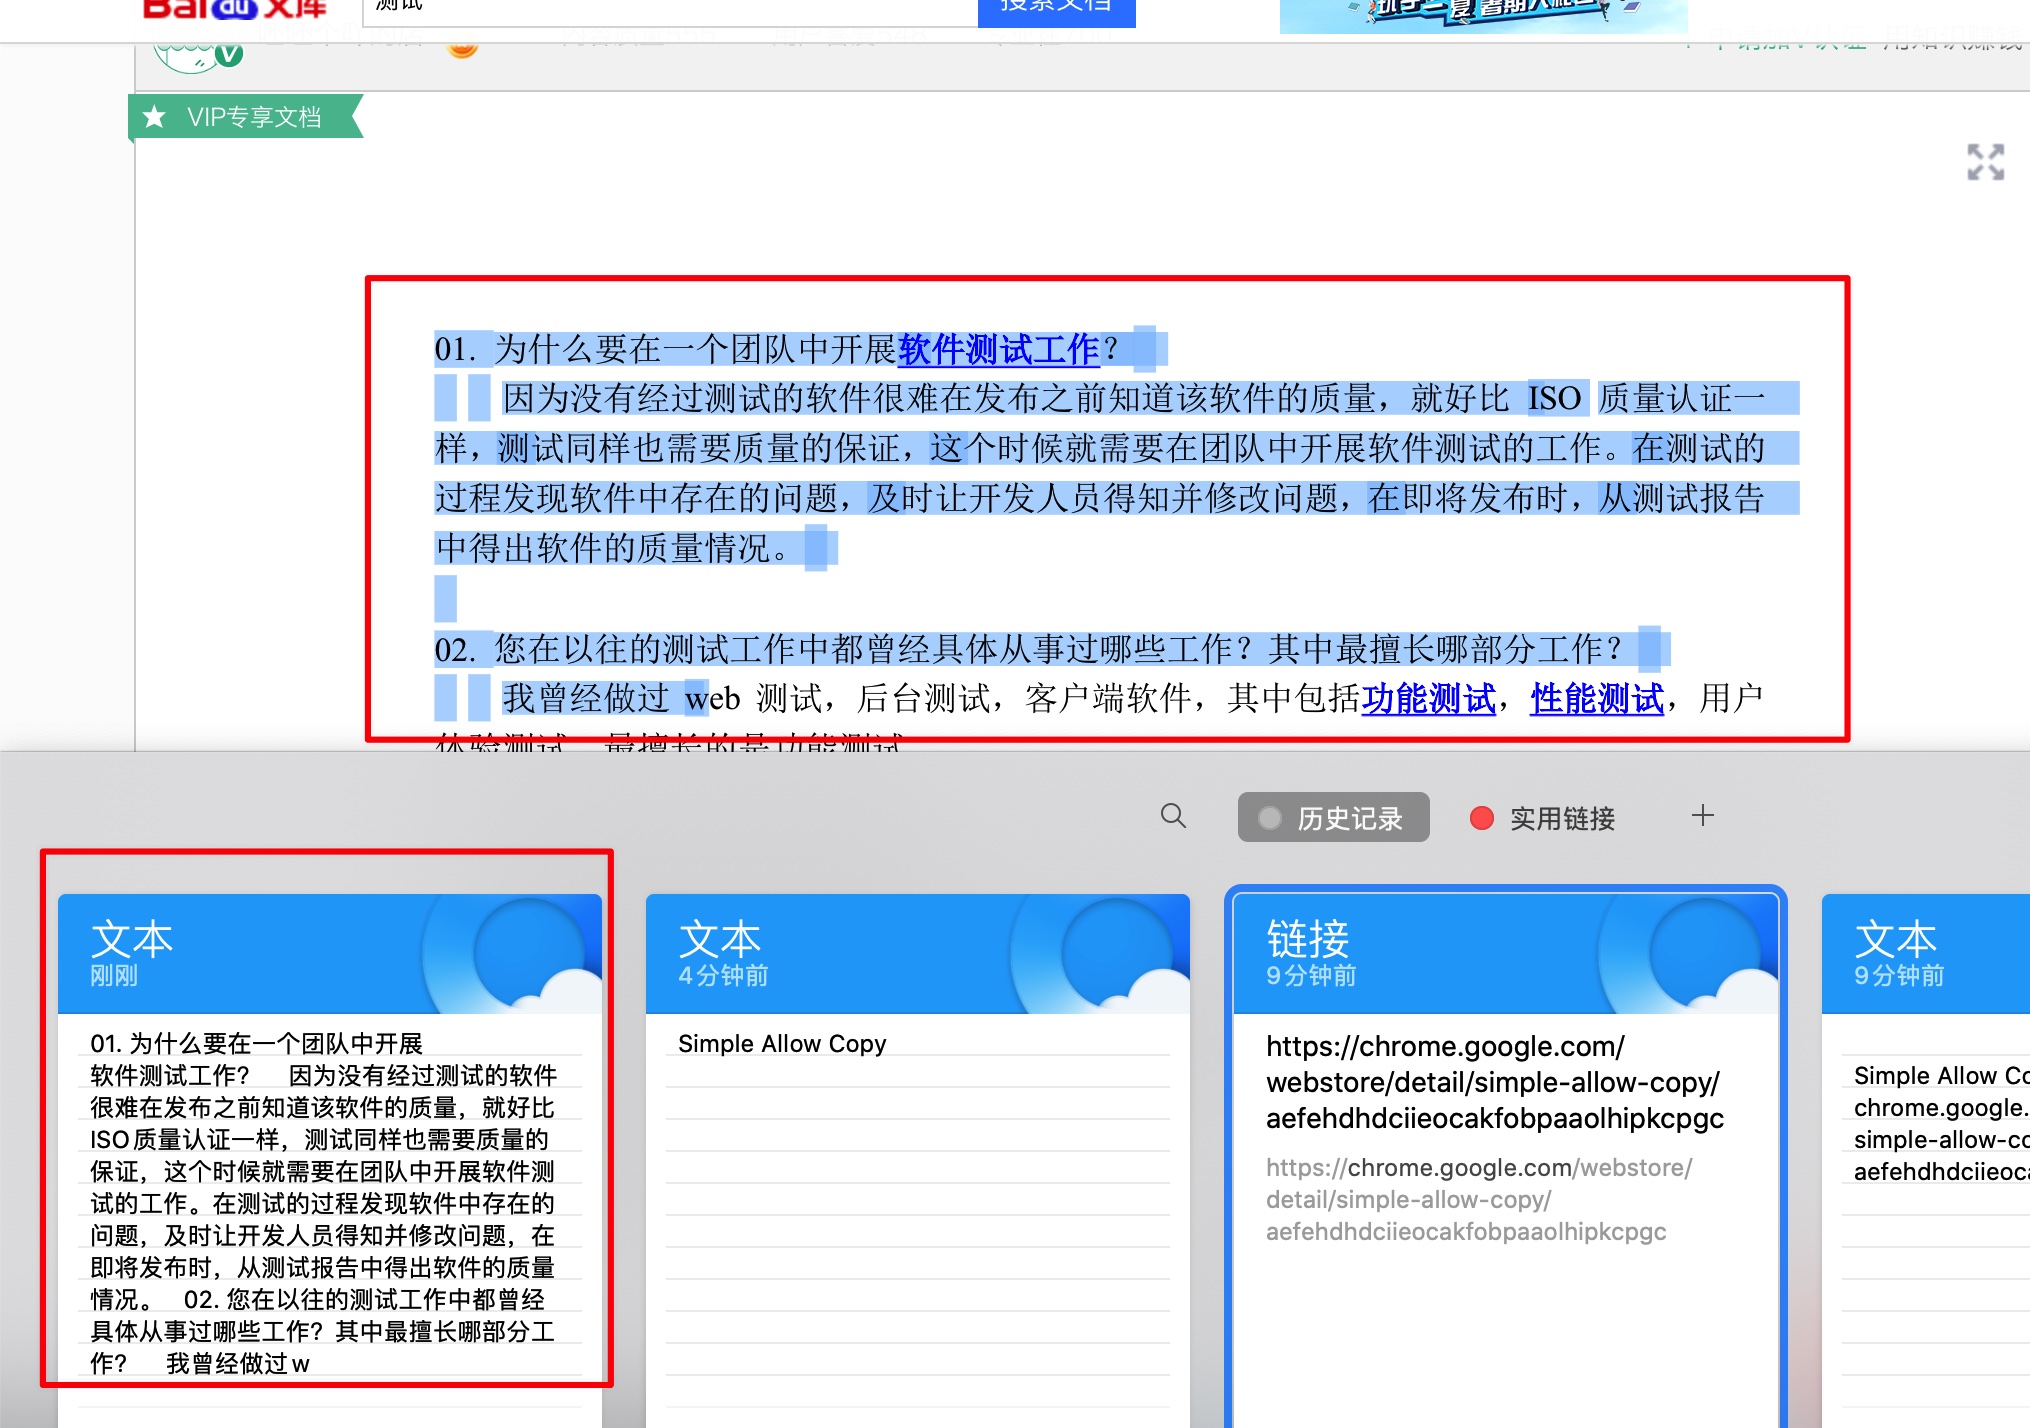 Bai du 文库
测试
搜索文档
VIP专享文档
01. 为什么要在一个团队中开展软件测试工作？
因为没有经过测试的软件很难在发布之前知道该软件的质量，就好比 ISO 质量认证一
样，测试同样也需要质量的保证，这个时候就需要在团队中开展软件测试的工作。在测试的
过程发现软件中存在的问题，及时让开发人员得知并修改问题，在即将发布时，从测试报告
中得出软件的质量情况。
02. 您在以往的测试工作中都曾经具体从事过哪些工作？其中最擅长哪部分工作？
我曾经做过 web 测试，后台测试，客户端软件，其中包括功能测试，性能测试，用户
体验测试。最擅长的是功能测试
历史记录
实用链接
文本
刚刚
01. 为什么要在一个团队中开展
软件测试工作？ 因为没有经过测试的软件
很难在发布之前知道该软件的质量，就好比
ISO质量认证一样，测试同样也需要质量的
保证，这个时候就需要在团队中开展软件测
试的工作。在测试的过程发现软件中存在的
问题，及时让开发人员得知并修改问题，在
即将发布时，从测试报告中得出软件的质量
情况。 02. 您在以往的测试工作中都曾经
具体从事过哪些工作？其中最擅长哪部分工
作？ 我曾经做过w
文本
4分钟前
Simple Allow Copy
链接
9分钟前
https://chrome.google.com/
webstore/detail/simple-allow-copy/
aefehdhdciieocakfobpaaolhipkcpgc
https://chrome.google.com/webstore/
detail/simple-allow-copy/
aefehdhdciieocakfobpaaolhipkcpgc
文本
9分钟前
Simple Allow Co
chrome.google.
simple-allow-co
aefehdhdciieoca